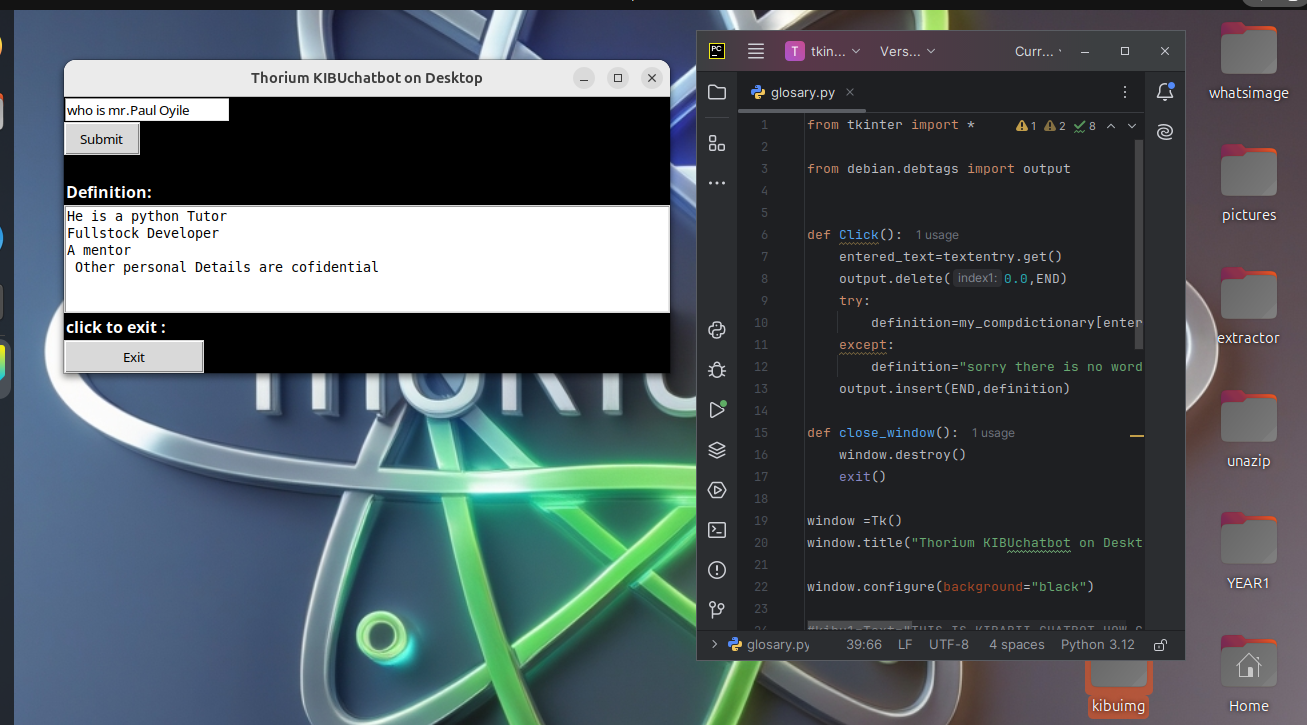 Thorium KIBUchatbot on Desktop
who is mr.Paul Oyile
Submit
Definition:
He is a python Tutor
Fullstock Developer
A mentor
Other personal Details are cofidential
click to exit :
Exit
PC
T tkin... Vers... Curr...
glosary.py
1 from tkinter import * 1 2 8
2
3 from debian.debtags import output
4
5
6 def Click(): 1 usage
7 entered_text=textentry.get()
8 output.delete( index1: 0.0,END)
9 try:
10 definition=my_compdictionary[enter
11 except:
12 definition="sorry there is no word
13 output.insert(END,definition)
14
15 def close_window(): 1 usage
16 window.destroy()
17 exit()
18
19 window =Tk()
20 window.title("Thorium KIBUchatbot on Deskt
21
22 window.configure(background="black")
23
glosary.py 39:66 LF UTF-8 4 spaces Python 3.12
whatsimage
pictures
extractor
unazip
YEAR1
kibuimg
Home